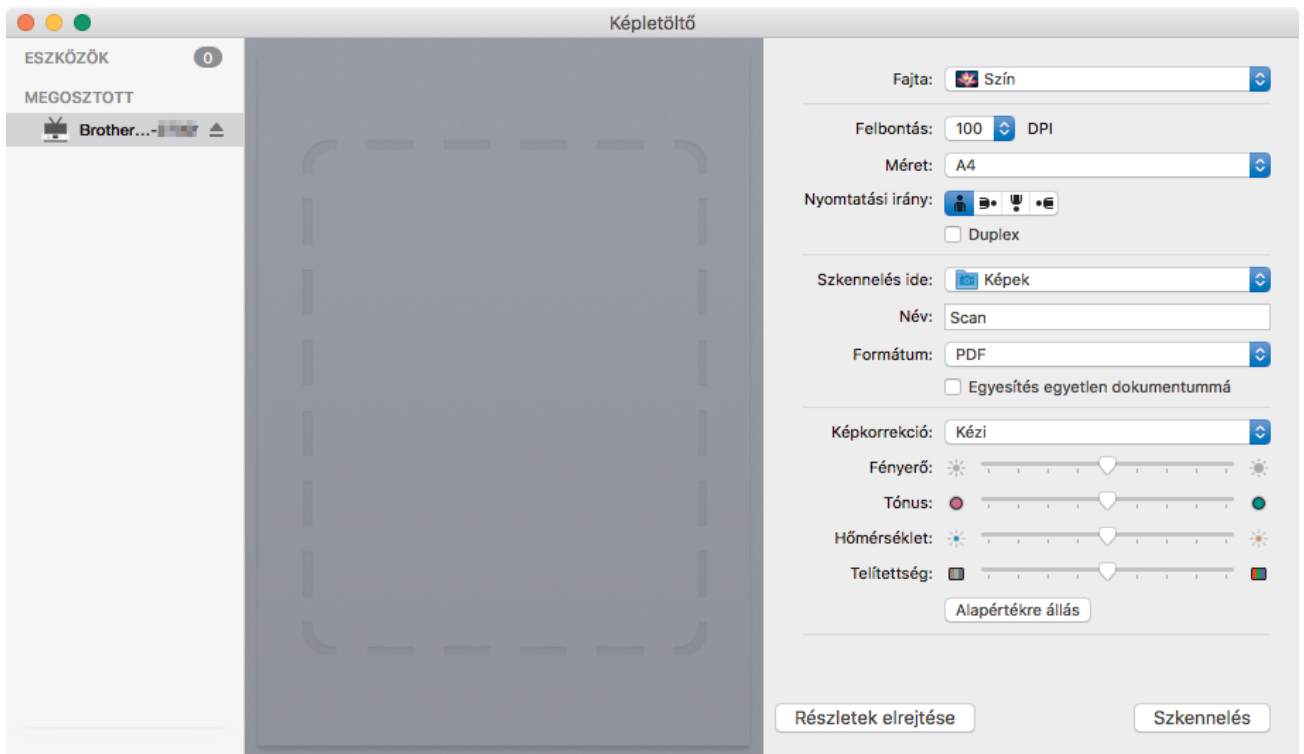 Képletöltő
ESZKÖZÖK 0
MEGOSZTOTT
Brother...-
Fajta: Szín
Felbontás: 100 DPI
Méret: A4
Nyomtatási irány:
Duplex
Szkennelés ide: Képek
Név: Scan
Formátum: PDF
Egyesítés egyetlen dokumentummá
Képkorrekció: Kézi
Fényerő:
Tónus:
Hőmérséklet:
Telítettség:
Alapértékre állás
Részletek elrejtése Szkennelés